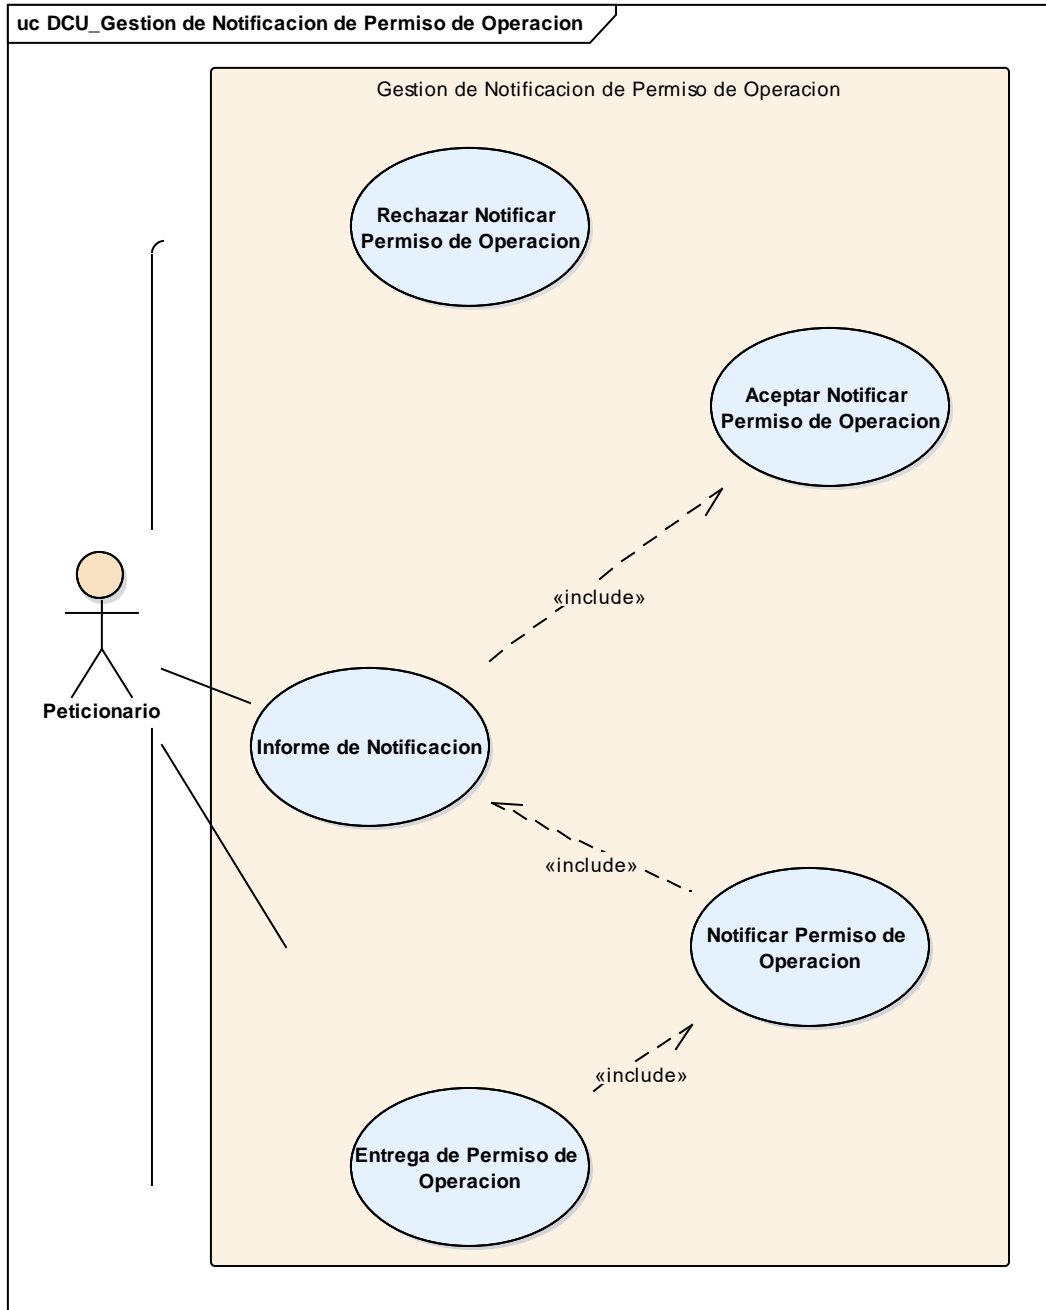 uc DCU_Gestion de Notificacion de Permiso de Operacion
Gestion de Notificacion de Permiso de Operacion
Rechazar Notificar
Permiso de Operacion
Aceptar Notificar
Permiso de Operacion
«include»
Peticionario
Informe de Notificacion
«include»
Notificar Permiso de
Operacion
«include»
Entrega de Permiso de
Operacion